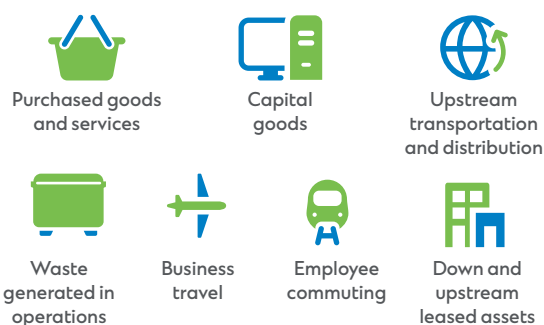 Purchased goods
and services
Capital
goods
Upstream
transportation
and distribution
Waste
generated in
operations
Business
travel
Employee
commuting
Down and
upstream
leased assets